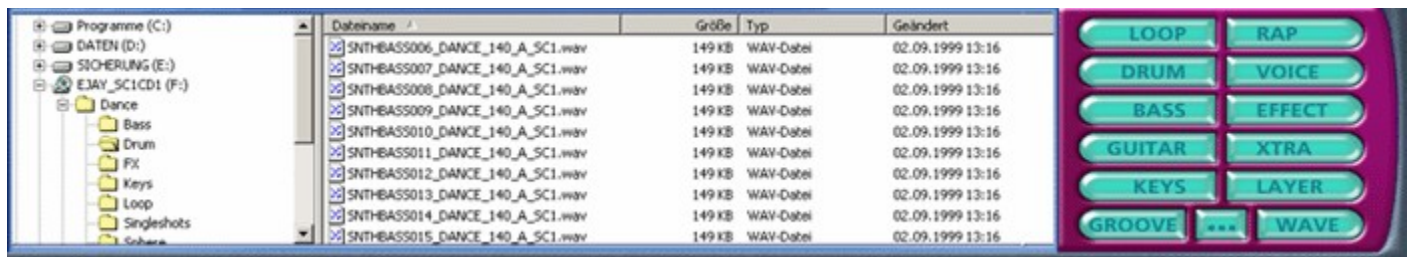 Programme (C:)
DATEN (D:)
SICHERUNG (E:)
EJAY_SC1CD1 (F:)
Dance
Bass
Drum
FX
Keys
Loop
Singleshots
Sphere
Dateiname Größe Typ Geändert
SNTHBASS006_DANCE_140_A_SC1.wav 149 KB WAV-Datei 02.09.1999 13:16
SNTHBASS007_DANCE_140_A_SC1.wav 149 KB WAV-Datei 02.09.1999 13:16
SNTHBASS008_DANCE_140_A_SC1.wav 149 KB WAV-Datei 02.09.1999 13:16
SNTHBASS009_DANCE_140_A_SC1.wav 149 KB WAV-Datei 02.09.1999 13:16
SNTHBASS010_DANCE_140_A_SC1.wav 149 KB WAV-Datei 02.09.1999 13:16
SNTHBASS011_DANCE_140_A_SC1.wav 149 KB WAV-Datei 02.09.1999 13:16
SNTHBASS012_DANCE_140_A_SC1.wav 149 KB WAV-Datei 02.09.1999 13:16
SNTHBASS013_DANCE_140_A_SC1.wav 149 KB WAV-Datei 02.09.1999 13:16
SNTHBASS014_DANCE_140_A_SC1.wav 149 KB WAV-Datei 02.09.1999 13:16
SNTHBASS015_DANCE_140_A_SC1.wav 149 KB WAV-Datei 02.09.1999 13:16
LOOP RAP
DRUM VOICE
BASS EFFECT
GUITAR XTRA
KEYS LAYER
GROOVE ... WAVE